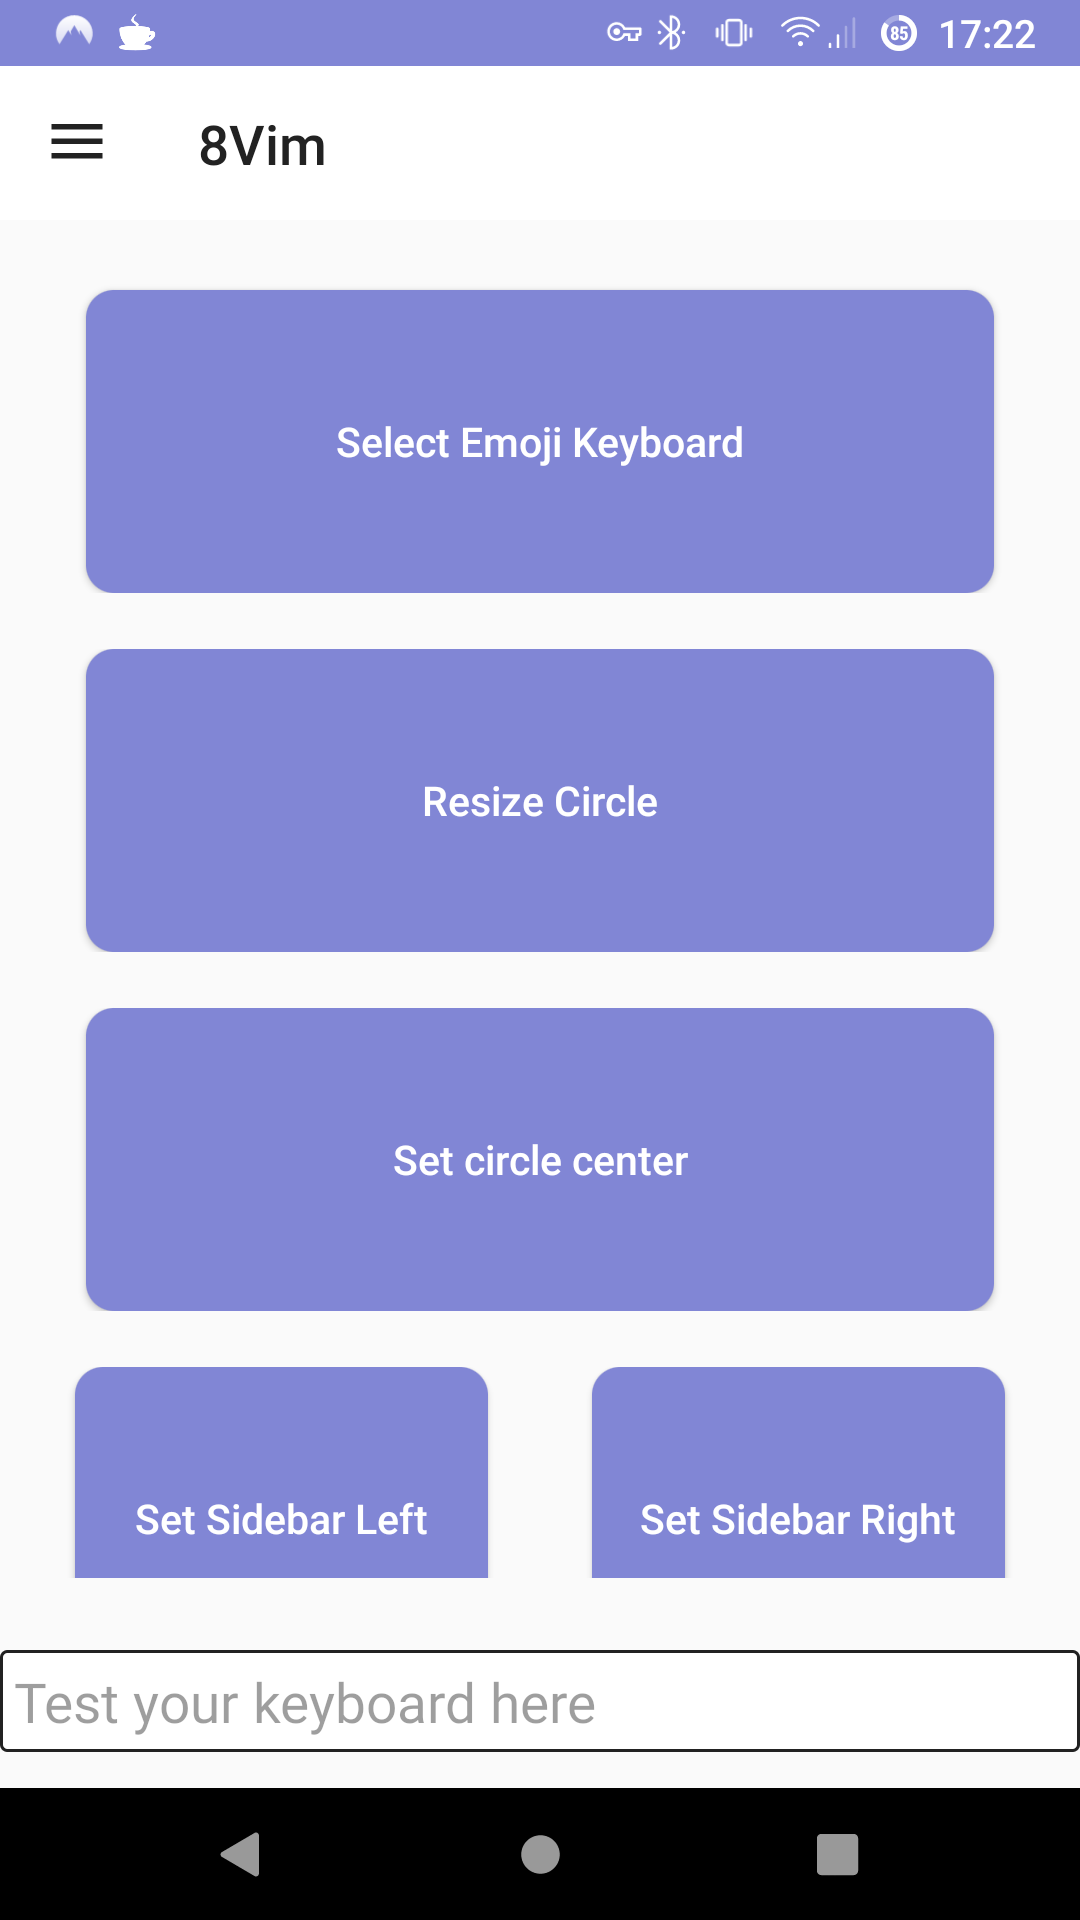 85 17:22
8Vim
Select Emoji Keyboard
Resize Circle
Set circle center
Set Sidebar Left Set Sidebar Right
Test your keyboard here